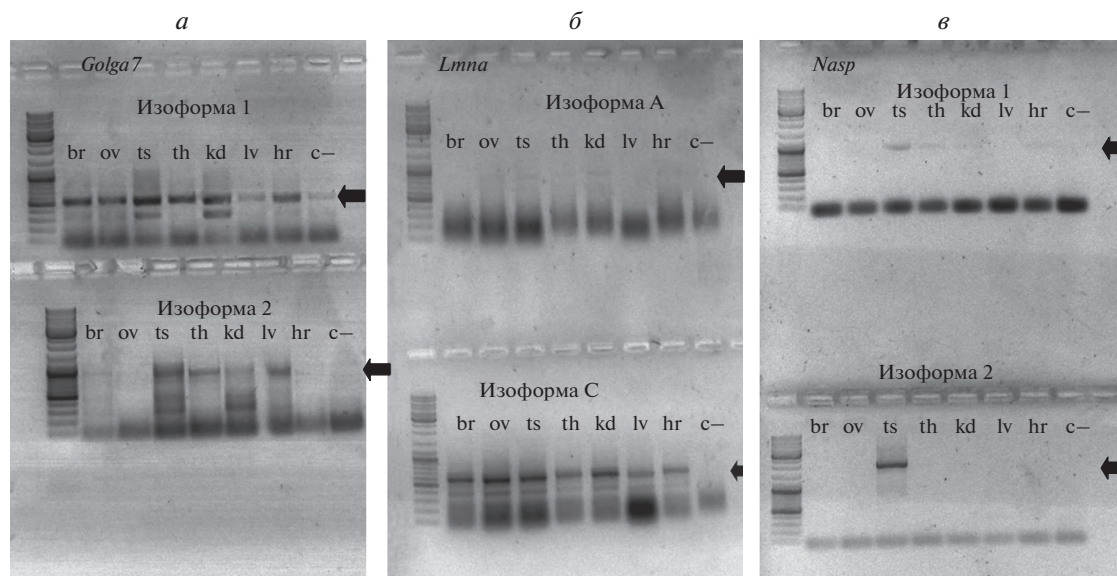 а б в
Golga7 Lmna Nasp
Изоформа 1 Изоформа А Изоформа 1
br ov ts th kd lv hr c–
br ov ts th kd lv hr c–
br ov ts th kd lv hr c–
Изоформа 2 Изоформа С Изоформа 2
br ov ts th kd lv hr c–
br ov ts th kd lv hr c–
br ov ts th kd lv hr c–